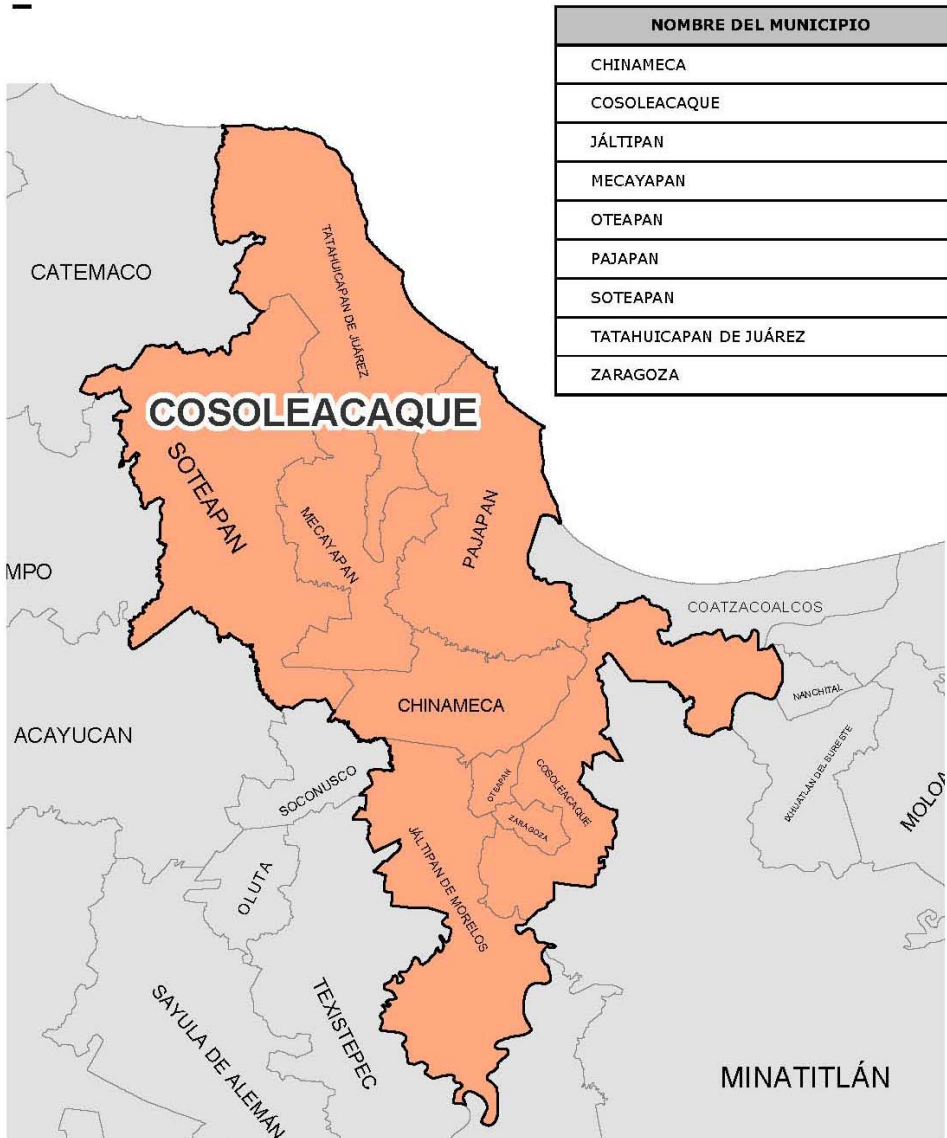 NOMBRE DEL MUNICIPIO
CHINAMECA
COSOLEACAQUE
JÁLTIPAN
MECAYAPAN
OTEAPAN
PAJAPAN
SOTEAPAN
TATAHUICAPAN DE JUÁREZ
ZARAGOZA
CATEMACO
TATAHUICAPAN DE JUÁREZ
COSOLEACAQUE
SOTEAPAN
MECAYAPAN
PAJAPAN
MPO
COATZACOALCOS
NANCHITAL
CHINAMECA
ACAYUCAN
IXHUATLÁN DEL SURESTE
MOLOA
SOCONUSCO
OTEAPAN
COSOLEACAQUE
ZARAGOZA
JÁLTIPAN DE MORELOS
OLUTA
TEXISTEPEC
SAYULA DE ALEMÁN
MINATITLÁN